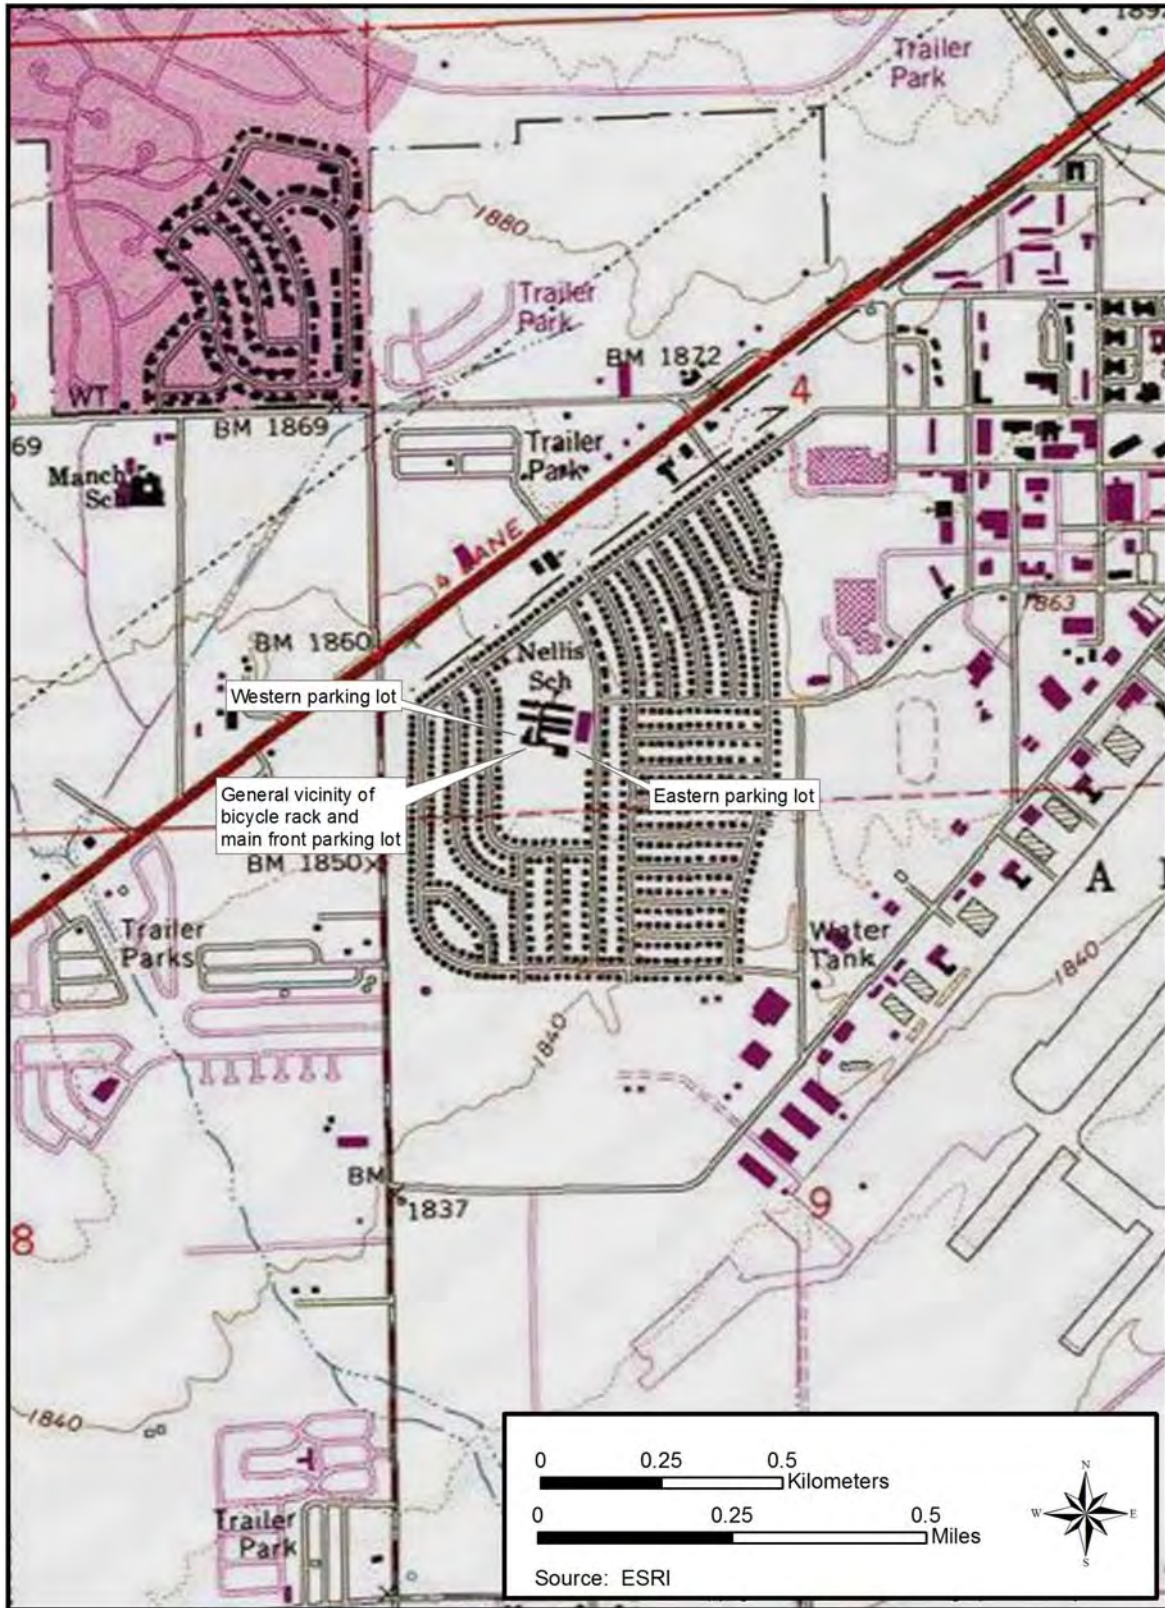 Trailer
Park
1880
Trailer
Park
BM 1872
4
WT
BM 1869
69
Trailer
Park
Manch
Sch
4 LANE
1863
BM 1860
Nellis
Sch
Western parking lot
General vicinity of
bicycle rack and
main front parking lot
Eastern parking lot
BM 1850
A
Trailer
Parks
Water
Tank
1840
1840
BM
1837
9
8
1840
Trailer
Park
0 0.25 0.5
Kilometers
0 0.25 0.5
Miles
Source: ESRI
N
W
E
S